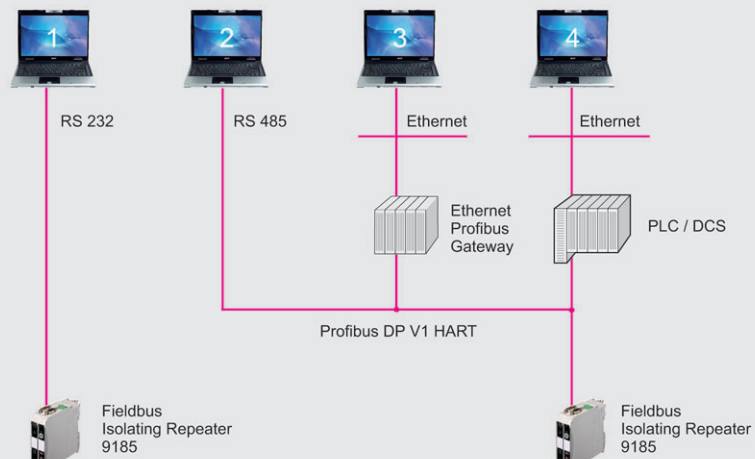 1
2
3
4
RS 232
RS 485
Ethernet
Ethernet
Ethernet
Profibus
Gateway
PLC / DCS
Profibus DP V1 HART
Fieldbus
Isolating Repeater
9185
Fieldbus
Isolating Repeater
9185